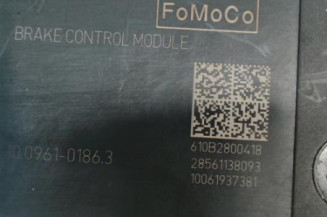 FoMoCo
BRAKE CONTROL MODULE
10.0961-0186.3
610B2800418
28561138093
10061937381